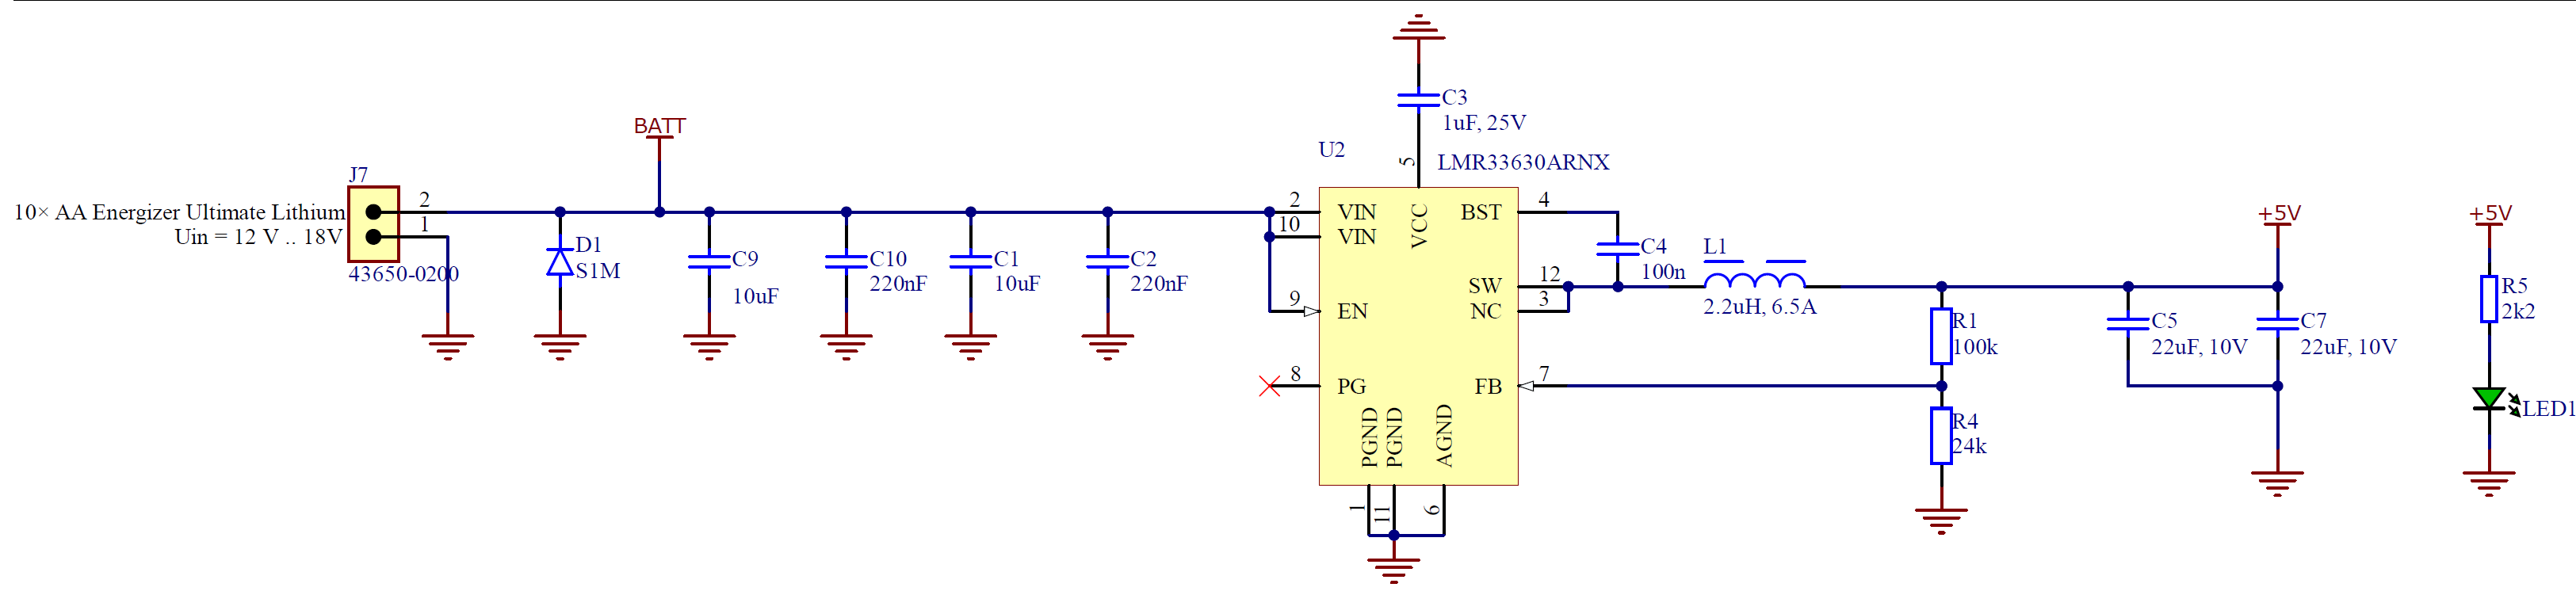 BATT
J7
2
1
10× AA Energizer Ultimate Lithium
Uin = 12 V .. 18V
43650-0200
D1
S1M
C9
10uF
C10
220nF
C1
10uF
C2
220nF
C3
1uF, 25V
U2
LMR33630ARNX
5
VCC
2
VIN
10
VIN
9
EN
8
PG
PGND
PGND
AGND
1
11
6
BST
4
SW
12
NC
3
FB
7
C4
100n
L1
2.2uH, 6.5A
R1
100k
R4
24k
C5
22uF, 10V
+5V
C7
22uF, 10V
+5V
R5
2k2
LED1